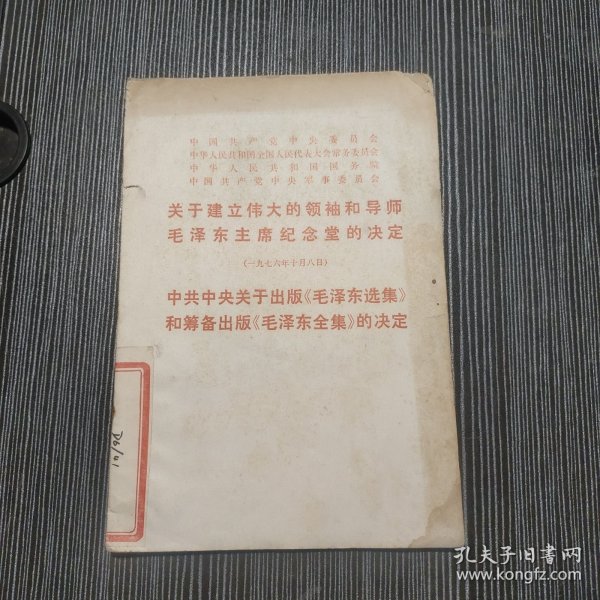 中国共产党中央委员会
中华人民共和国全国人民代表大会常务委员会
中华人民共和国国务院
中国共产党中央军事委员会
关于建立伟大的领袖和导师
毛泽东主席纪念堂的决定
(一九七六年十月八日)
中共中央关于出版《毛泽东选集》
和筹备出版《毛泽东全集》的决定
D6/41
孔夫子旧書网
www.kongfz.com